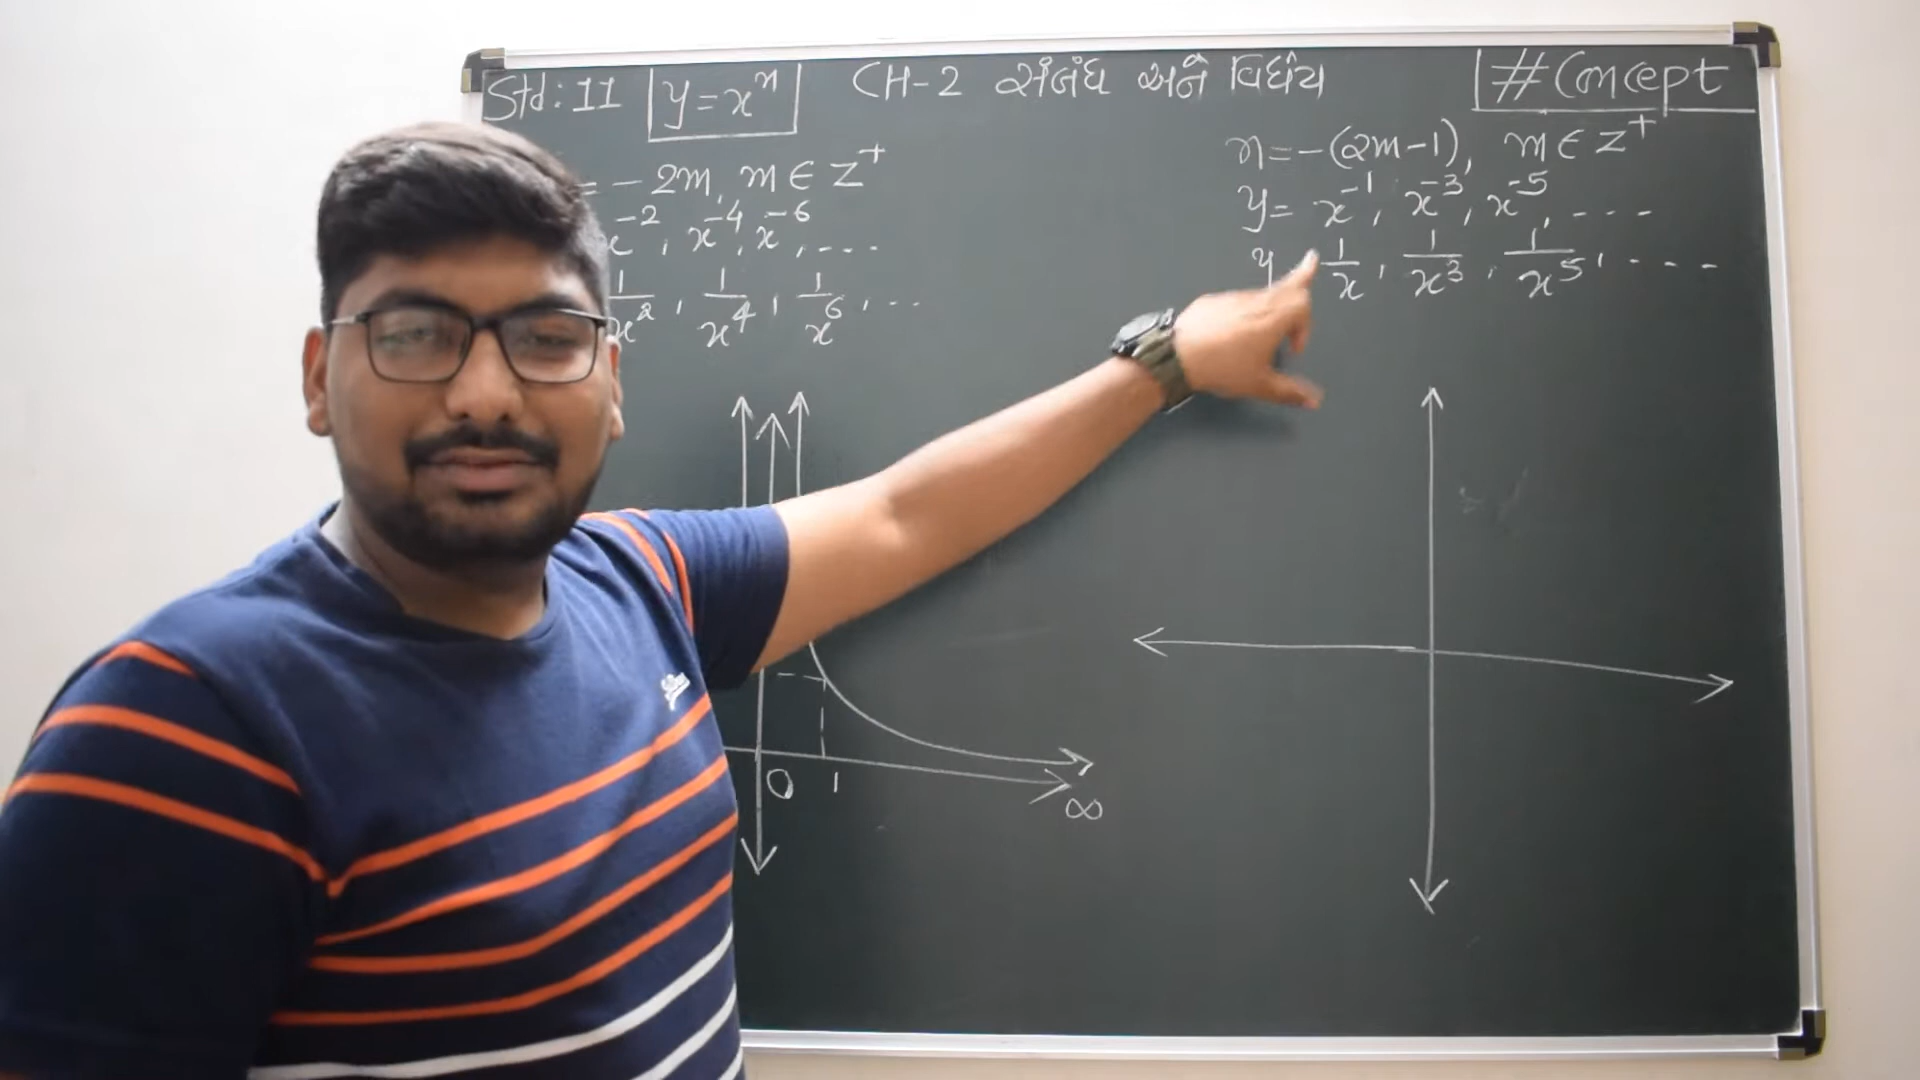 Std: 11 y = xⁿ CH-2 સંબંધ અને વિધેય # Concept
= -2m, m ∈ Z⁺
x⁻², x⁻⁴, x⁻⁶, ....
1/x², 1/x⁴, 1/x⁶, ...
0 1 ∞
n = -(2m-1), m ∈ Z⁺
y = x⁻¹, x⁻³, x⁻⁵, ....
y 1/x, 1/x³, 1/x⁵, ....